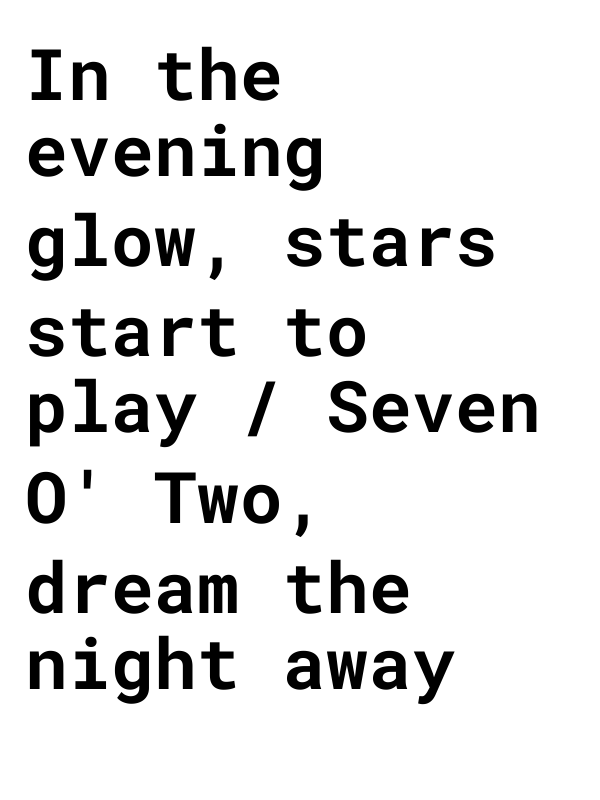 In the
evening
glow, stars
start to
play / Seven
O' Two,
dream the
night away